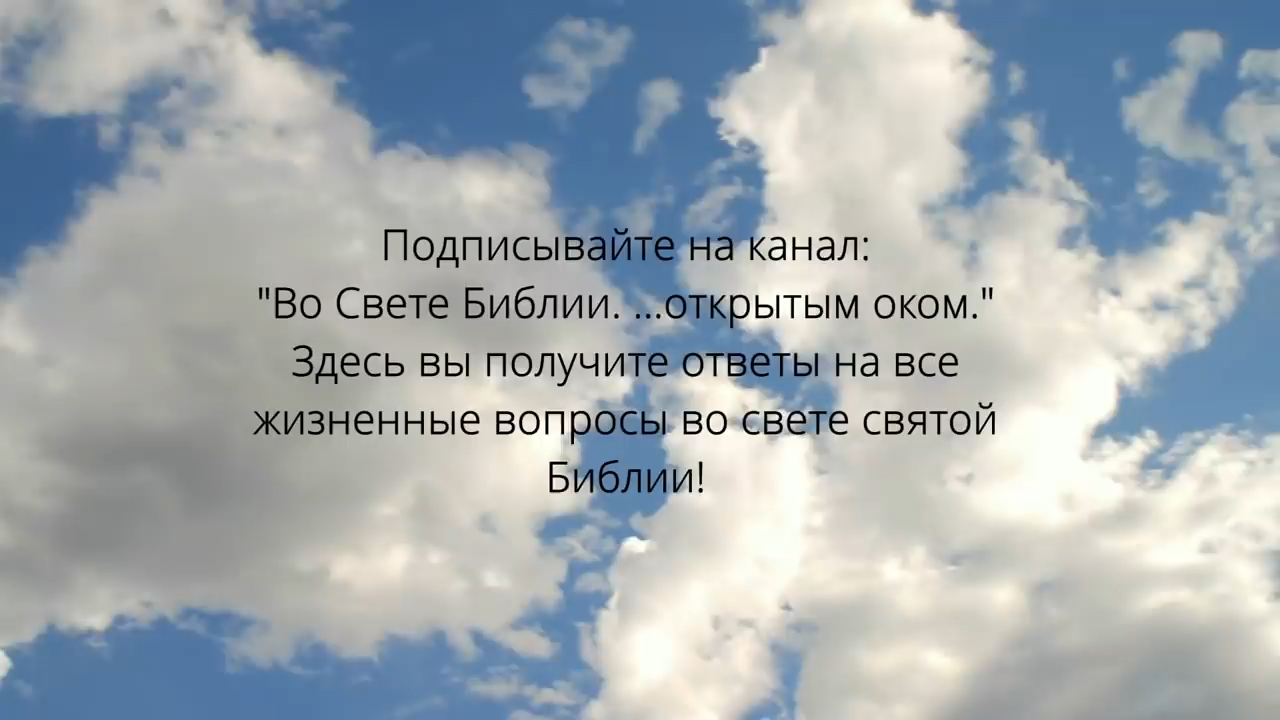 Подписывайте на канал:
"Во Свете Библии. ...открытым оком."
Здесь вы получите ответы на все
жизненные вопросы во свете святой
Библии!